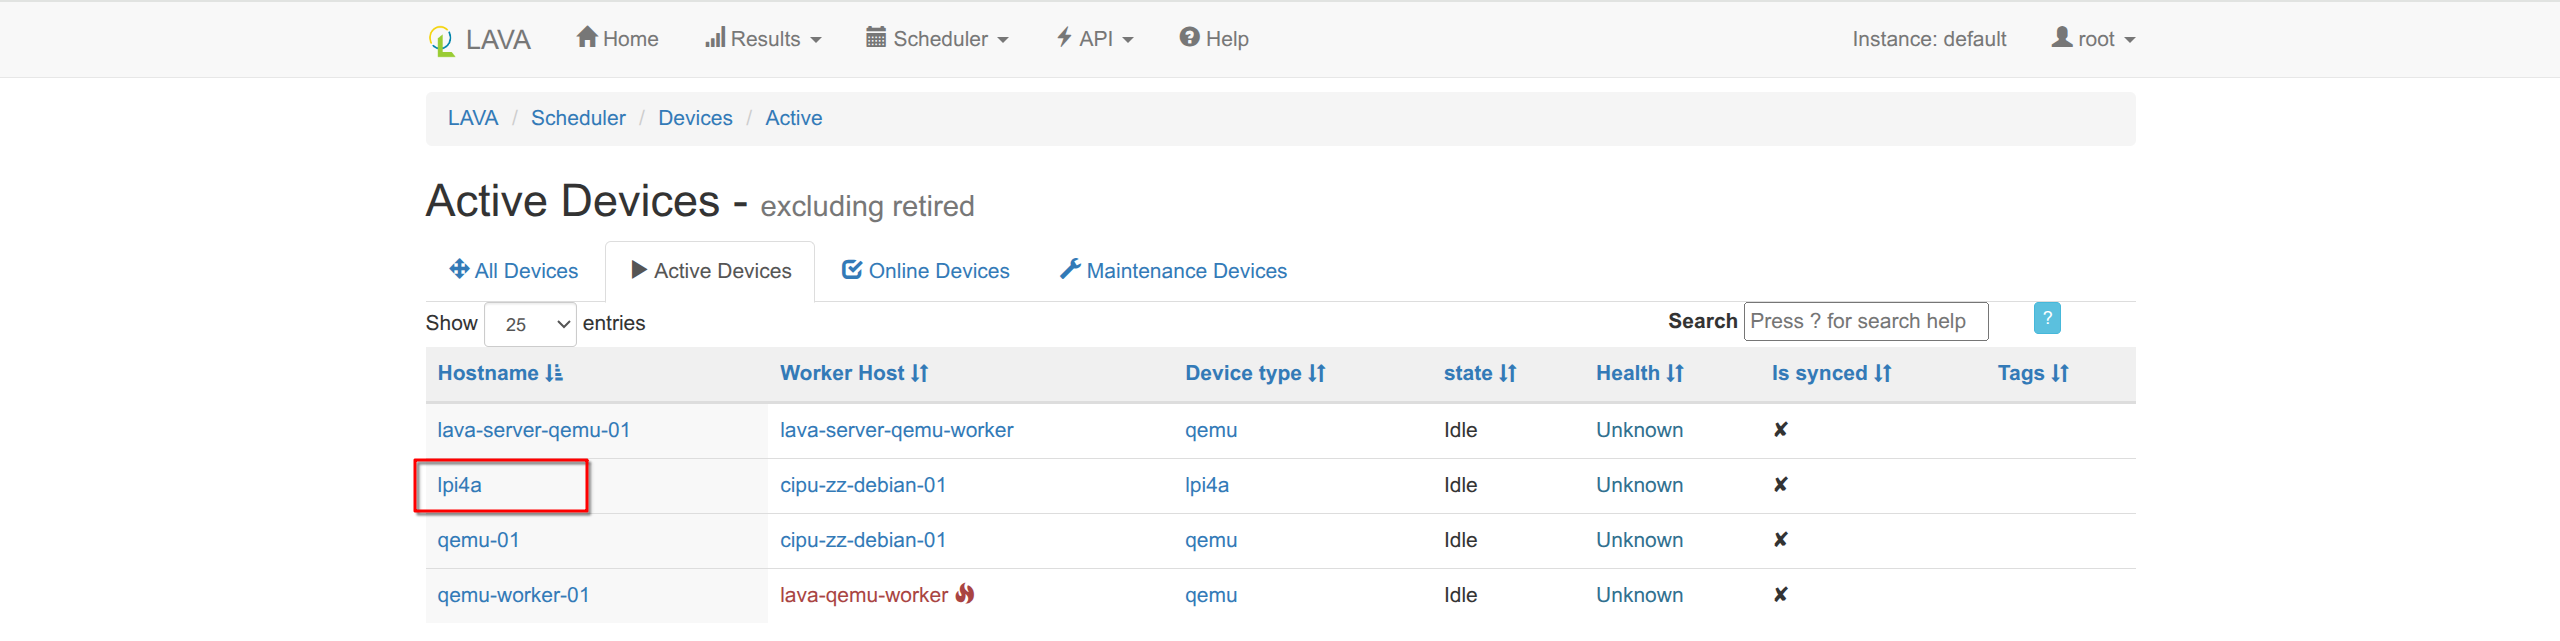 LAVA Home Results Scheduler API Help Instance: default root
LAVA / Scheduler / Devices / Active
Active Devices - excluding retired
All Devices Active Devices Online Devices Maintenance Devices
Show 25 entries Search Press ? for search help ?
Hostname Worker Host Device type state Health Is synced Tags
lava-server-qemu-01 lava-server-qemu-worker qemu Idle Unknown ✘
lpi4a cipu-zz-debian-01 lpi4a Idle Unknown ✘
qemu-01 cipu-zz-debian-01 qemu Idle Unknown ✘
qemu-worker-01 lava-qemu-worker qemu Idle Unknown ✘